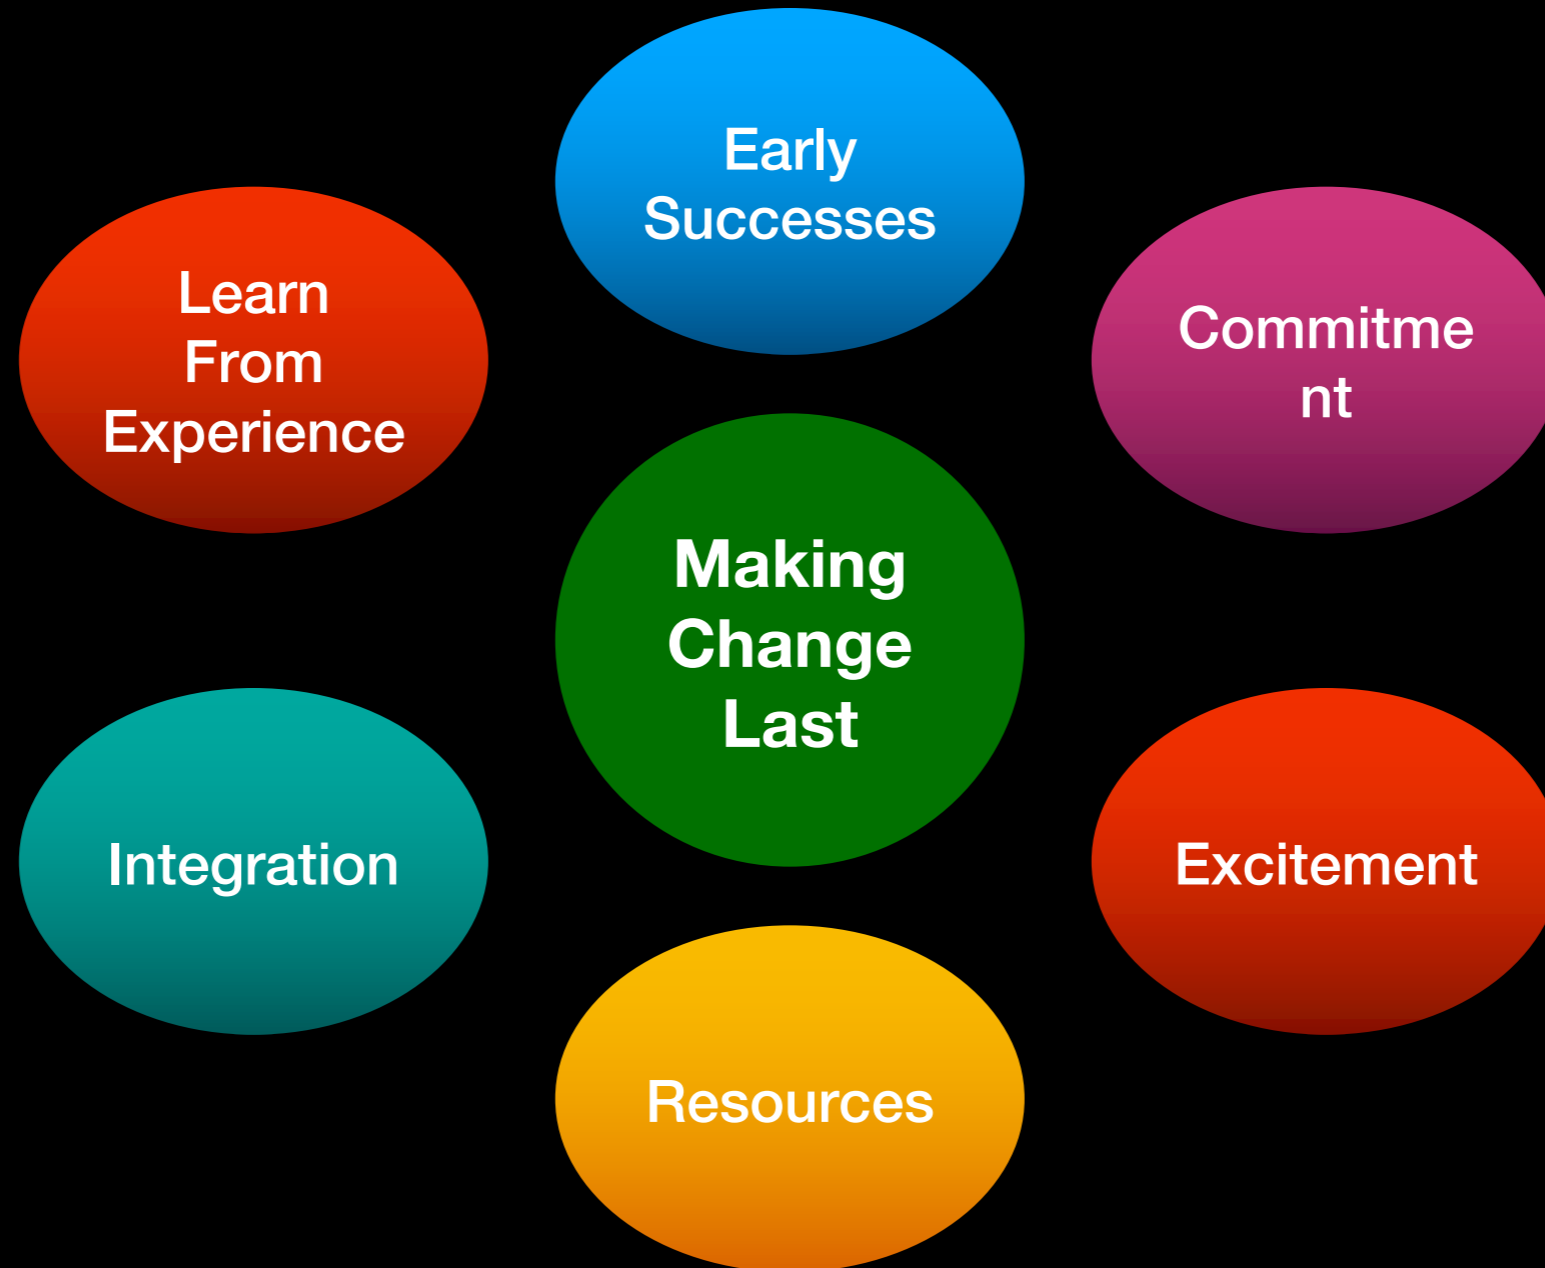 Early
Successes
Learn
From
Experience
Commitme
nt
Making
Change
Last
Integration
Excitement
Resources